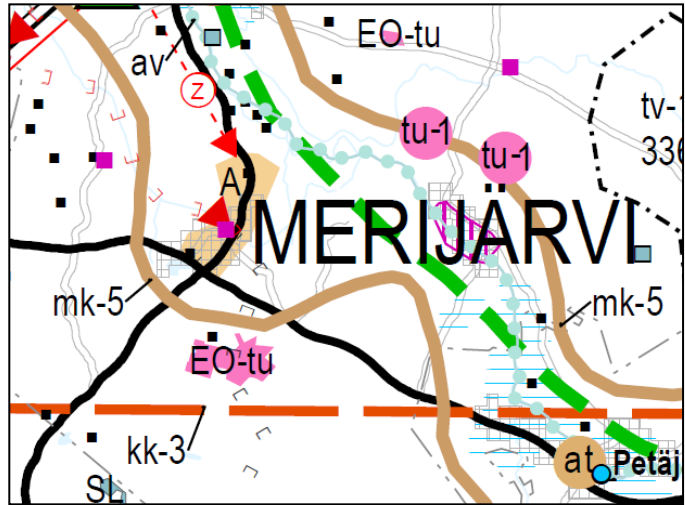 EO-tu
av
z
tv-1
336
tu-1
tu-1
A
MERIJÄRVI
mk-5
mk-5
EO-tu
kk-3
at
Petäj
SL